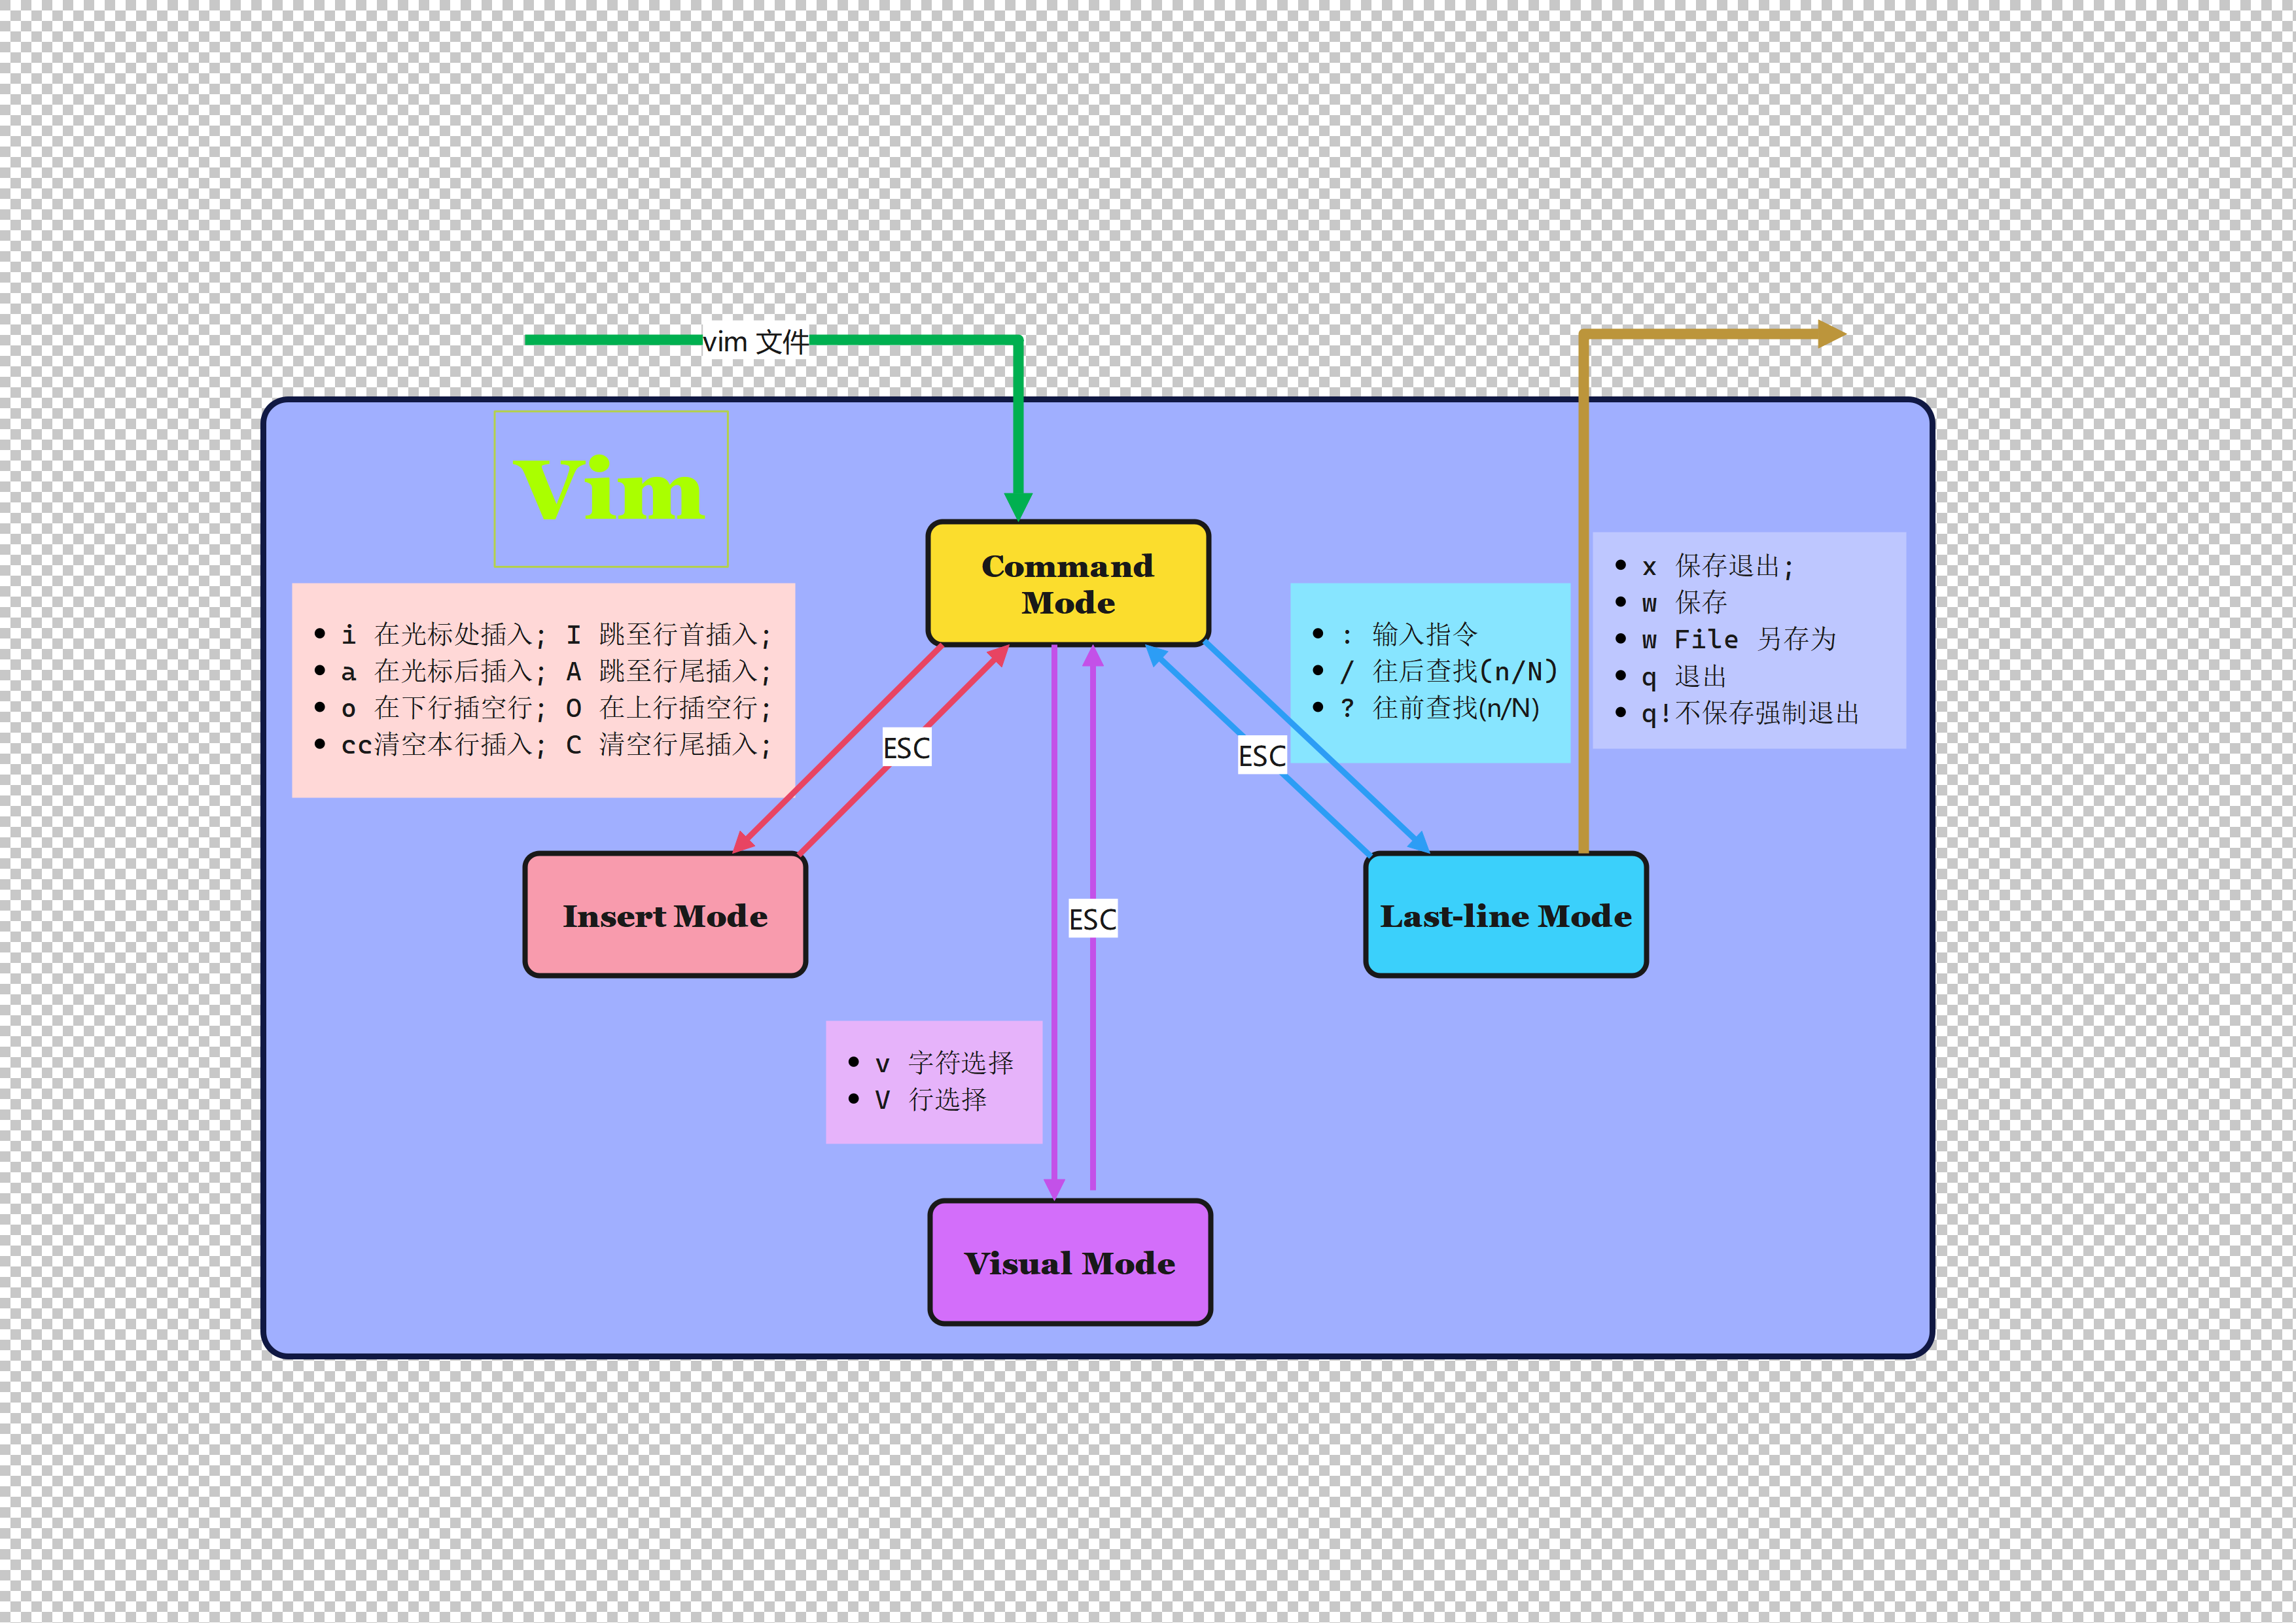 vim 文件
Vim
Command
Mode
• i 在光标处插入; I 跳至行首插入;
• a 在光标后插入; A 跳至行尾插入;
• o 在下行插空行; O 在上行插空行;
• cc清空本行插入; C 清空行尾插入;
• : 输入指令
• / 往后查找(n/N)
• ? 往前查找(n/N)
• x 保存退出;
• w 保存
• w File 另存为
• q 退出
• q!不保存强制退出
ESC
ESC
Insert Mode
ESC
Last-line Mode
• v 字符选择
• V 行选择
Visual Mode